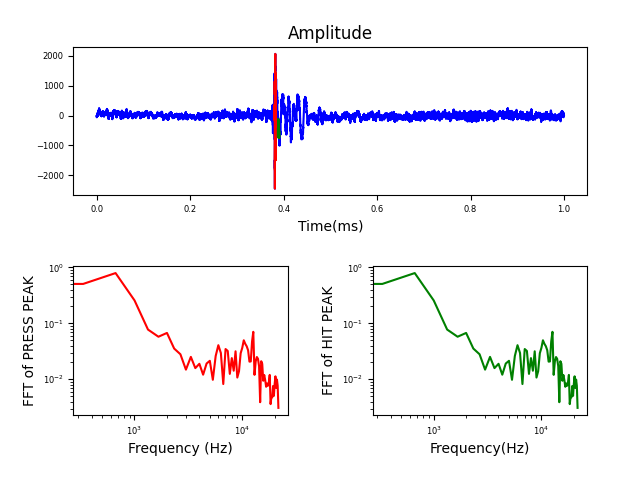 Amplitude
2000
1000
0
−1000
−2000
0.0 0.2 0.4 0.6 0.8 1.0
Time(ms)
FFT of PRESS PEAK
10⁰
10⁻¹
10⁻²
10³ 10⁴
Frequency (Hz)
FFT of HIT PEAK
10⁰
10⁻¹
10⁻²
10³ 10⁴
Frequency(Hz)